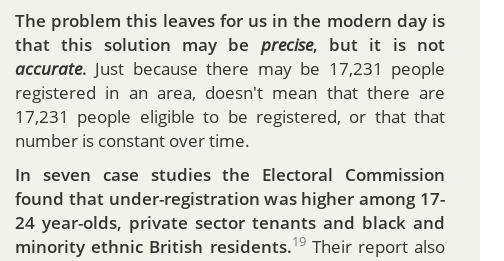 The problem this leaves for us in the modern day is
that this solution may be precise, but it is not
accurate. Just because there may be 17,231 people
registered in an area, doesn't mean that there are
17,231 people eligible to be registered, or that that
number is constant over time.
In seven case studies the Electoral Commission
found that under-registration was higher among 17-
24 year-olds, private sector tenants and black and
minority ethnic British residents.19 Their report also